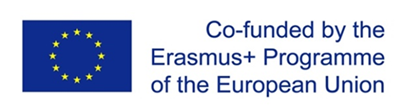 Co-funded by the
Erasmus+ Programme
of the European Union